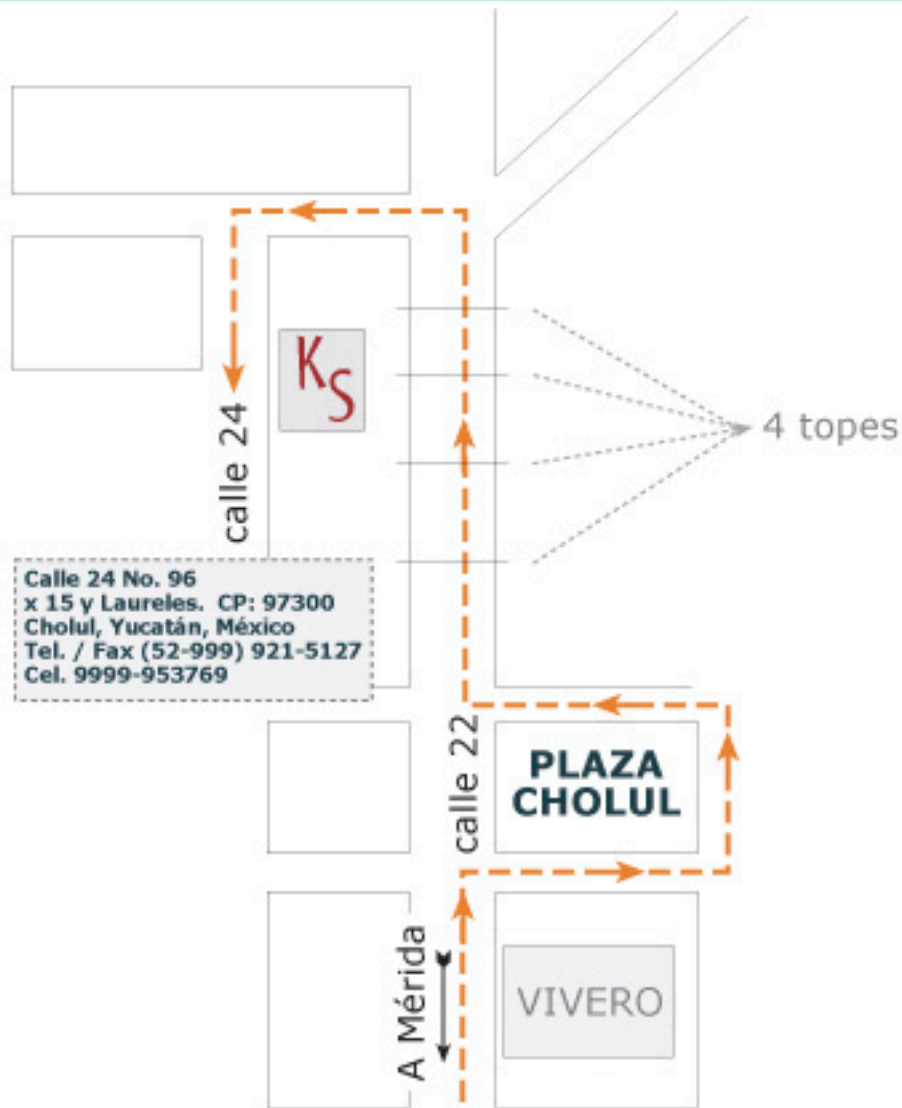 KS
4 topes
calle 24
Calle 24 No. 96
x 15 y Laureles. CP: 97300
Cholul, Yucatán, México
Tel. / Fax (52-999) 921-5127
Cel. 9999-953769
calle 22
PLAZA
CHOLUL
A Mérida
VIVERO